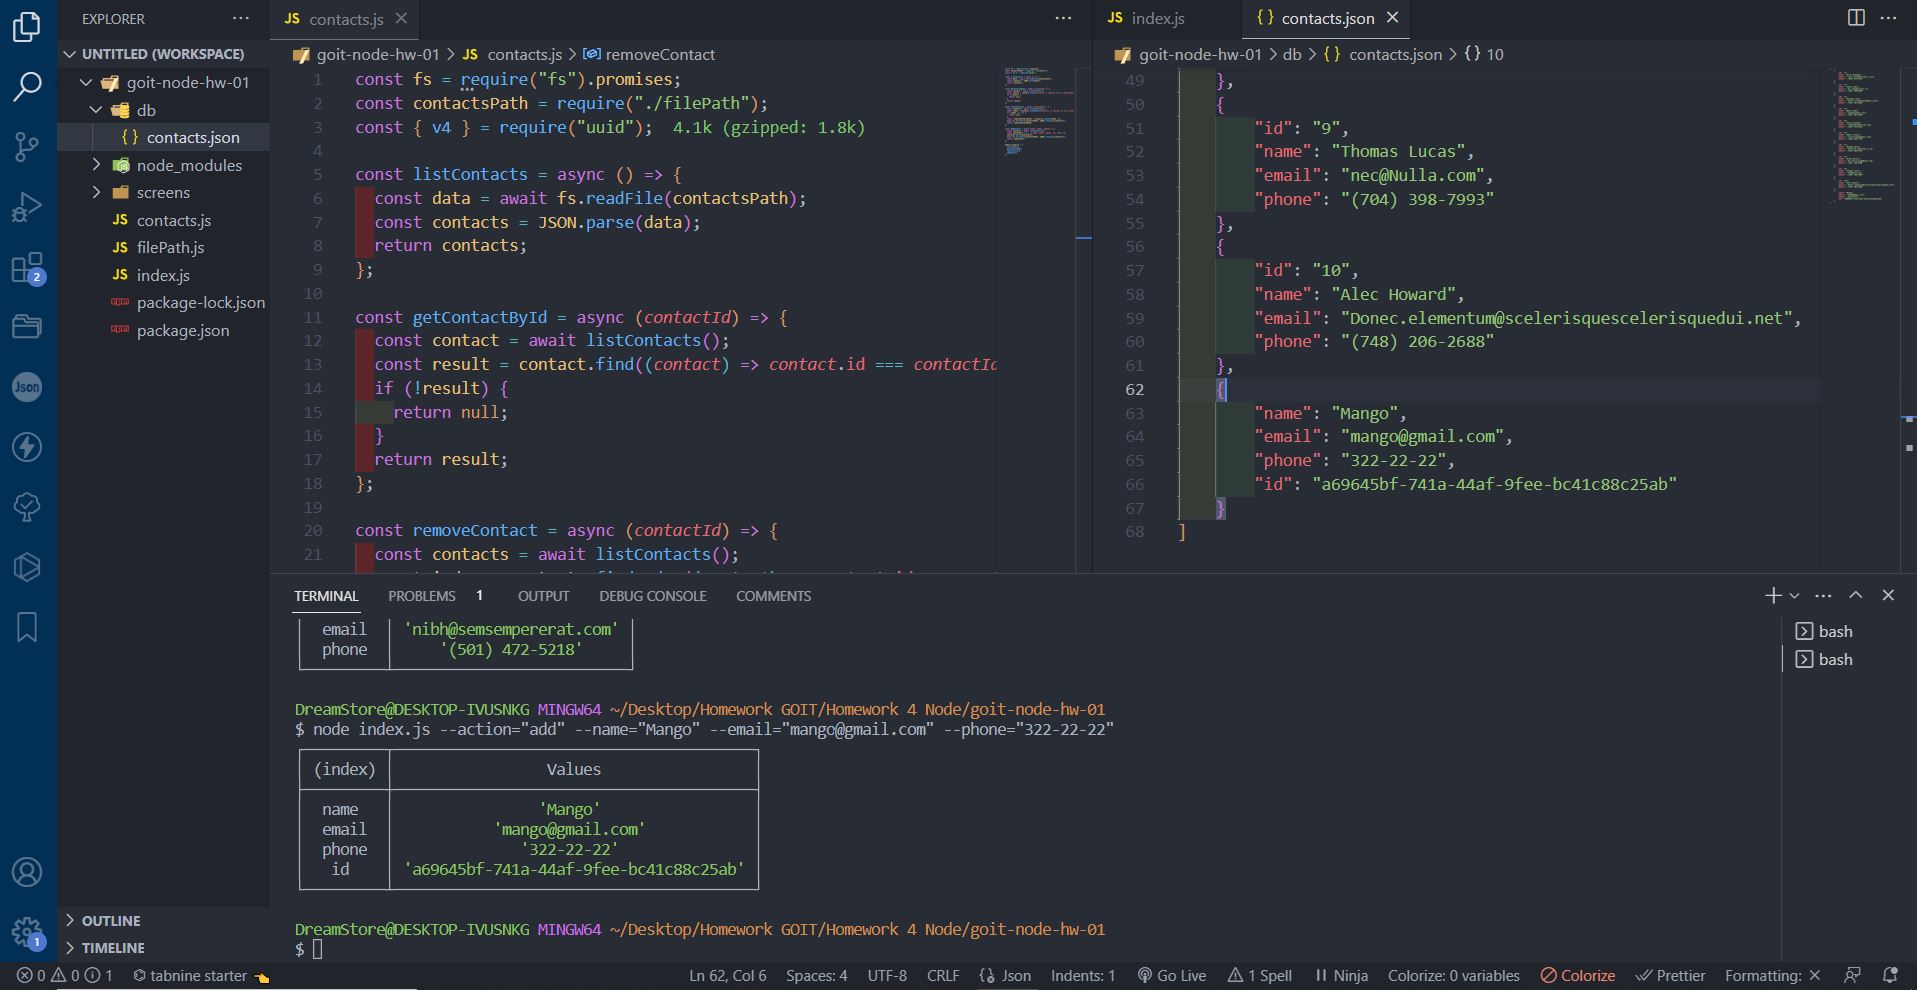 EXPLORER ···
UNTITLED (WORKSPACE)
goit-node-hw-01
db
{ } contacts.json
node_modules
screens
JS contacts.js
JS filePath.js
JS index.js
package-lock.json
package.json
OUTLINE
TIMELINE
2
Json
1
JS contacts.js ···
goit-node-hw-01 > JS contacts.js > removeContact
1 const fs = require("fs").promises;
2 const contactsPath = require("./filePath");
3 const { v4 } = require("uuid"); 4.1k (gzipped: 1.8k)
4
5 const listContacts = async () => {
6 const data = await fs.readFile(contactsPath);
7 const contacts = JSON.parse(data);
8 return contacts;
9 };
10
11 const getContactById = async (contactId) => {
12 const contact = await listContacts();
13 const result = contact.find((contact) => contact.id === contactId
14 if (!result) {
15 return null;
16 }
17 return result;
18 };
19
20 const removeContact = async (contactId) => {
21 const contacts = await listContacts();
JS index.js { } contacts.json ···
goit-node-hw-01 > db > { } contacts.json > { } 10
49 },
50 {
51 "id": "9",
52 "name": "Thomas Lucas",
53 "email": "nec@Nulla.com",
54 "phone": "(704) 398-7993"
55 },
56 {
57 "id": "10",
58 "name": "Alec Howard",
59 "email": "Donec.elementum@scelerisquescelerisquedui.net",
60 "phone": "(748) 206-2688"
61 },
62 {
63 "name": "Mango",
64 "email": "mango@gmail.com",
65 "phone": "322-22-22",
66 "id": "a69645bf-741a-44af-9fee-bc41c88c25ab"
67 }
68 ]
TERMINAL PROBLEMS 1 OUTPUT DEBUG CONSOLE COMMENTS
bash
bash
email 'nibh@semsempererat.com'
phone '(501) 472-5218'
DreamStore@DESKTOP-IVUSNKG MINGW64 ~/Desktop/Homework GOIT/Homework 4 Node/goit-node-hw-01
$ node index.js --action="add" --name="Mango" --email="mango@gmail.com" --phone="322-22-22"
(index) Values
name 'Mango'
email 'mango@gmail.com'
phone '322-22-22'
id 'a69645bf-741a-44af-9fee-bc41c88c25ab'
DreamStore@DESKTOP-IVUSNKG MINGW64 ~/Desktop/Homework GOIT/Homework 4 Node/goit-node-hw-01
$
0 0 1 tabnine starter Ln 62, Col 6 Spaces: 4 UTF-8 CRLF { } Json Indents: 1 Go Live 1 Spell Ninja Colorize: 0 variables Colorize Prettier Formatting: ×